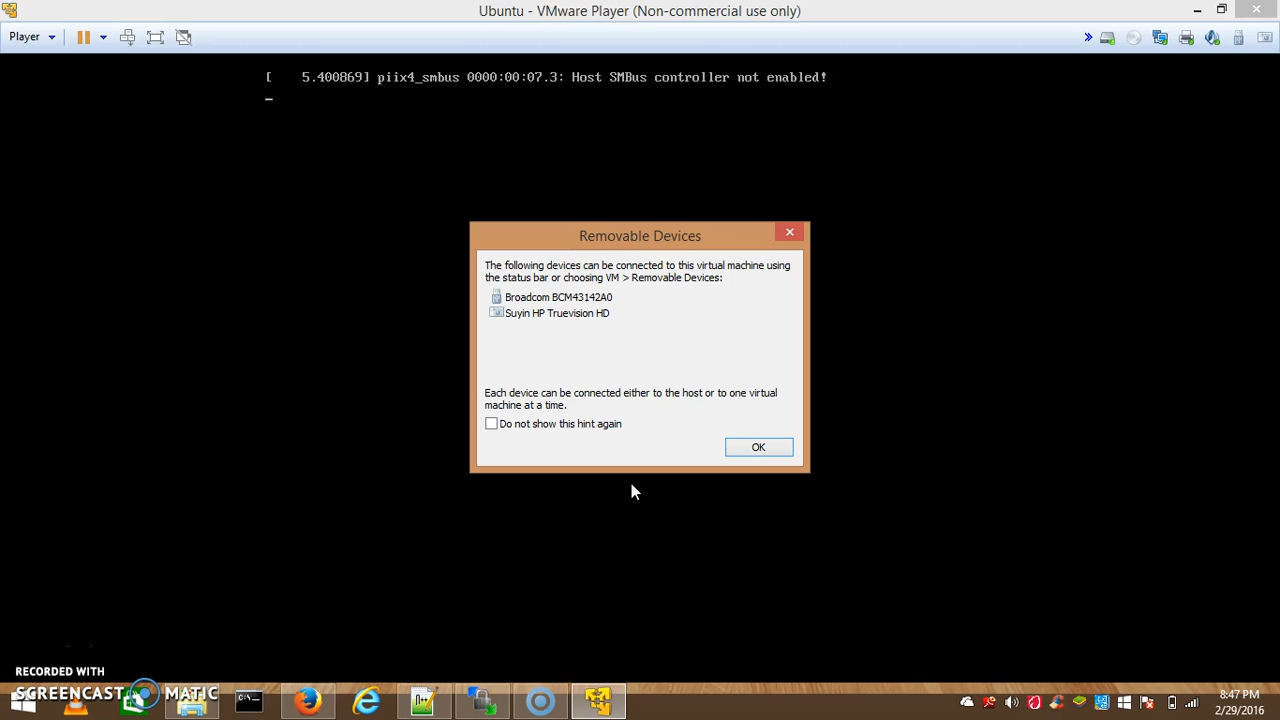 Ubuntu - VMware Player (Non-commercial use only)
Player
[    5.400869] piix4_smbus 0000:00:07.3: Host SMBus controller not enabled!
Removable Devices
The following devices can be connected to this virtual machine using
the status bar or choosing VM > Removable Devices:
Broadcom BCM43142A0
Suyin HP Truevision HD
Each device can be connected either to the host or to one virtual
machine at a time.
Do not show this hint again
OK
RECORDED WITH
SCREENCAST MATIC
8:47 PM
2/29/2016